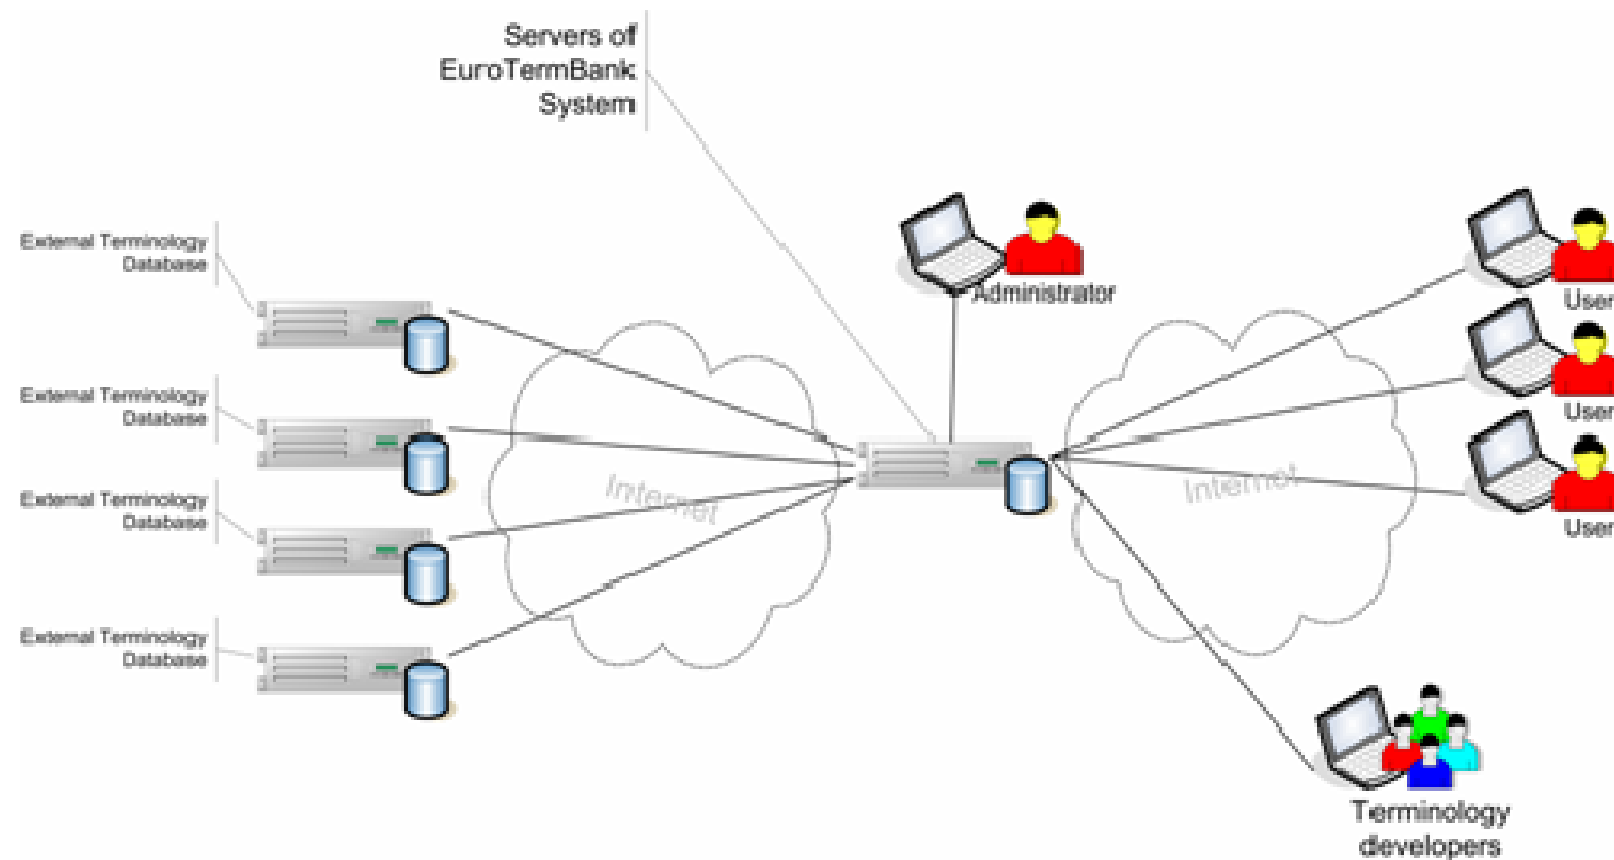 Servers of
EuroTermBank
System
External Terminology
Database
External Terminology
Database
External Terminology
Database
External Terminology
Database
Administrator
Internet
Internet
User
User
User
Terminology
developers